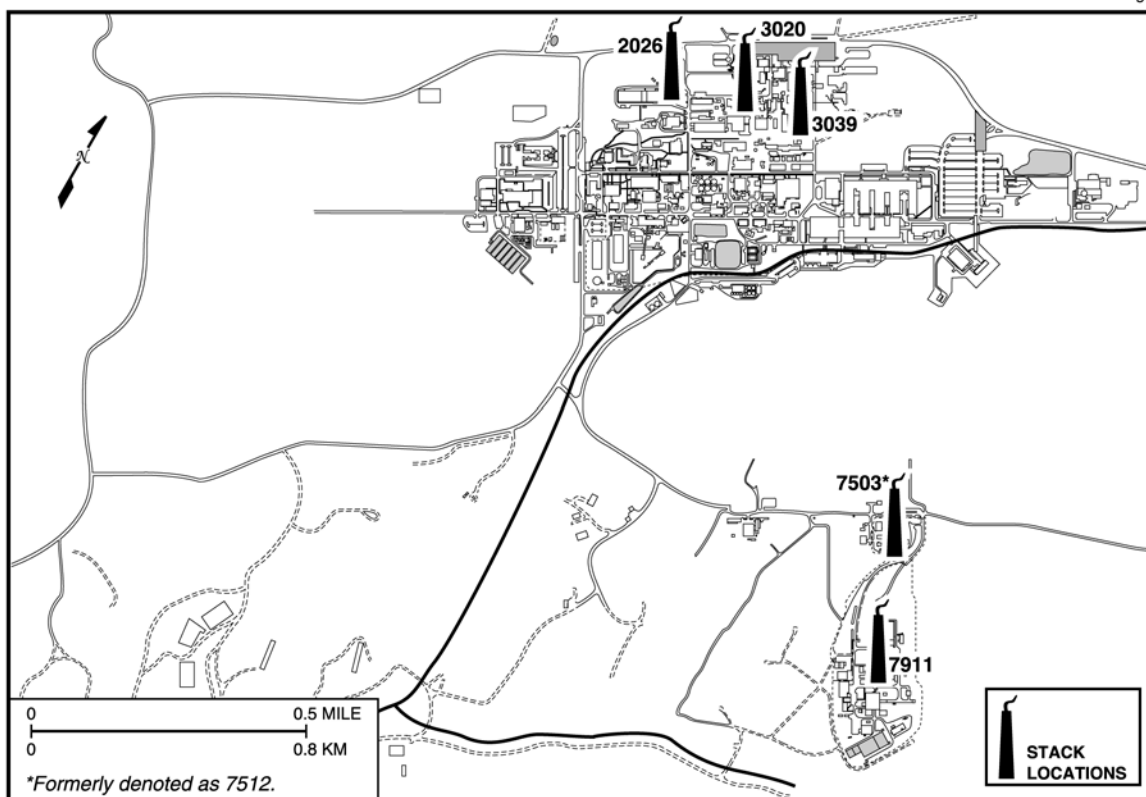 2026
3020
3039
N
7503*
7911
0 0.5 MILE
0 0.8 KM
*Formerly denoted as 7512.
STACK
LOCATIONS